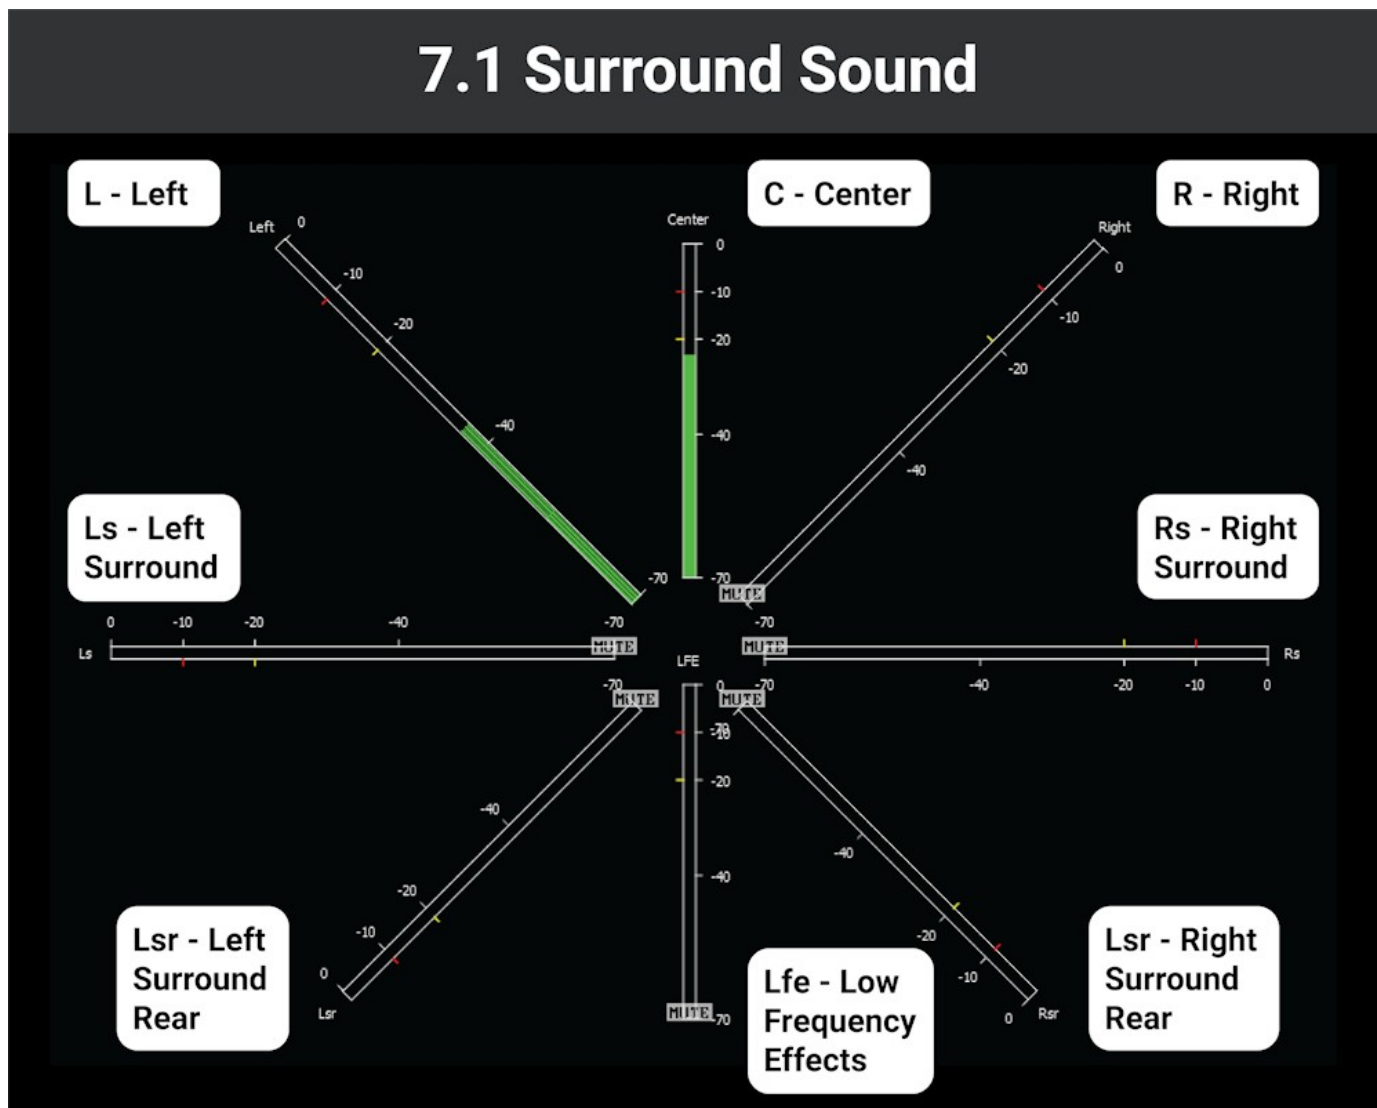 7.1 Surround Sound
L - Left
C - Center
R - Right
Left
0
-10
-20
-40
-70
Center
0
-10
-20
-40
-70
Right
0
-10
-20
-40
-70
MUTE
Ls - Left
Surround
Rs - Right
Surround
0
-10
-20
-40
-70
Ls
MUTE
MUTE
Rs
-70
-40
-20
-10
0
LFE
0
-10
-20
-40
-70
MUTE
-70
MUTE
-40
-20
-10
0
Lsr
MUTE
-70
-40
-20
-10
0
Rsr
Lsr - Left
Surround
Rear
Lfe - Low
Frequency
Effects
Lsr - Right
Surround
Rear